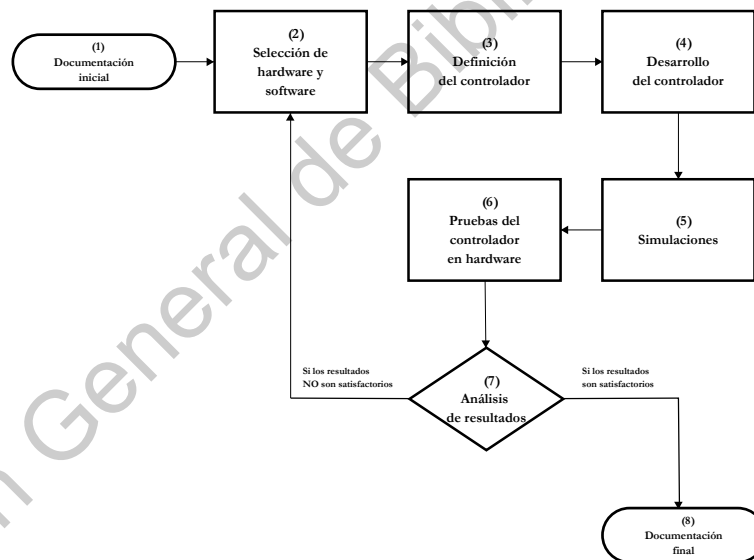 (1)
Documentación
inicial
(2)
Selección de
hardware y
software
(3)
Definición
del controlador
(4)
Desarrollo
del controlador
(5)
Simulaciones
(6)
Pruebas del
controlador
en hardware
(7)
Análisis
de resultados
Si los resultados
NO son satisfactorios
Si los resultados
son satisfactorios
(8)
Documentación
final
General de